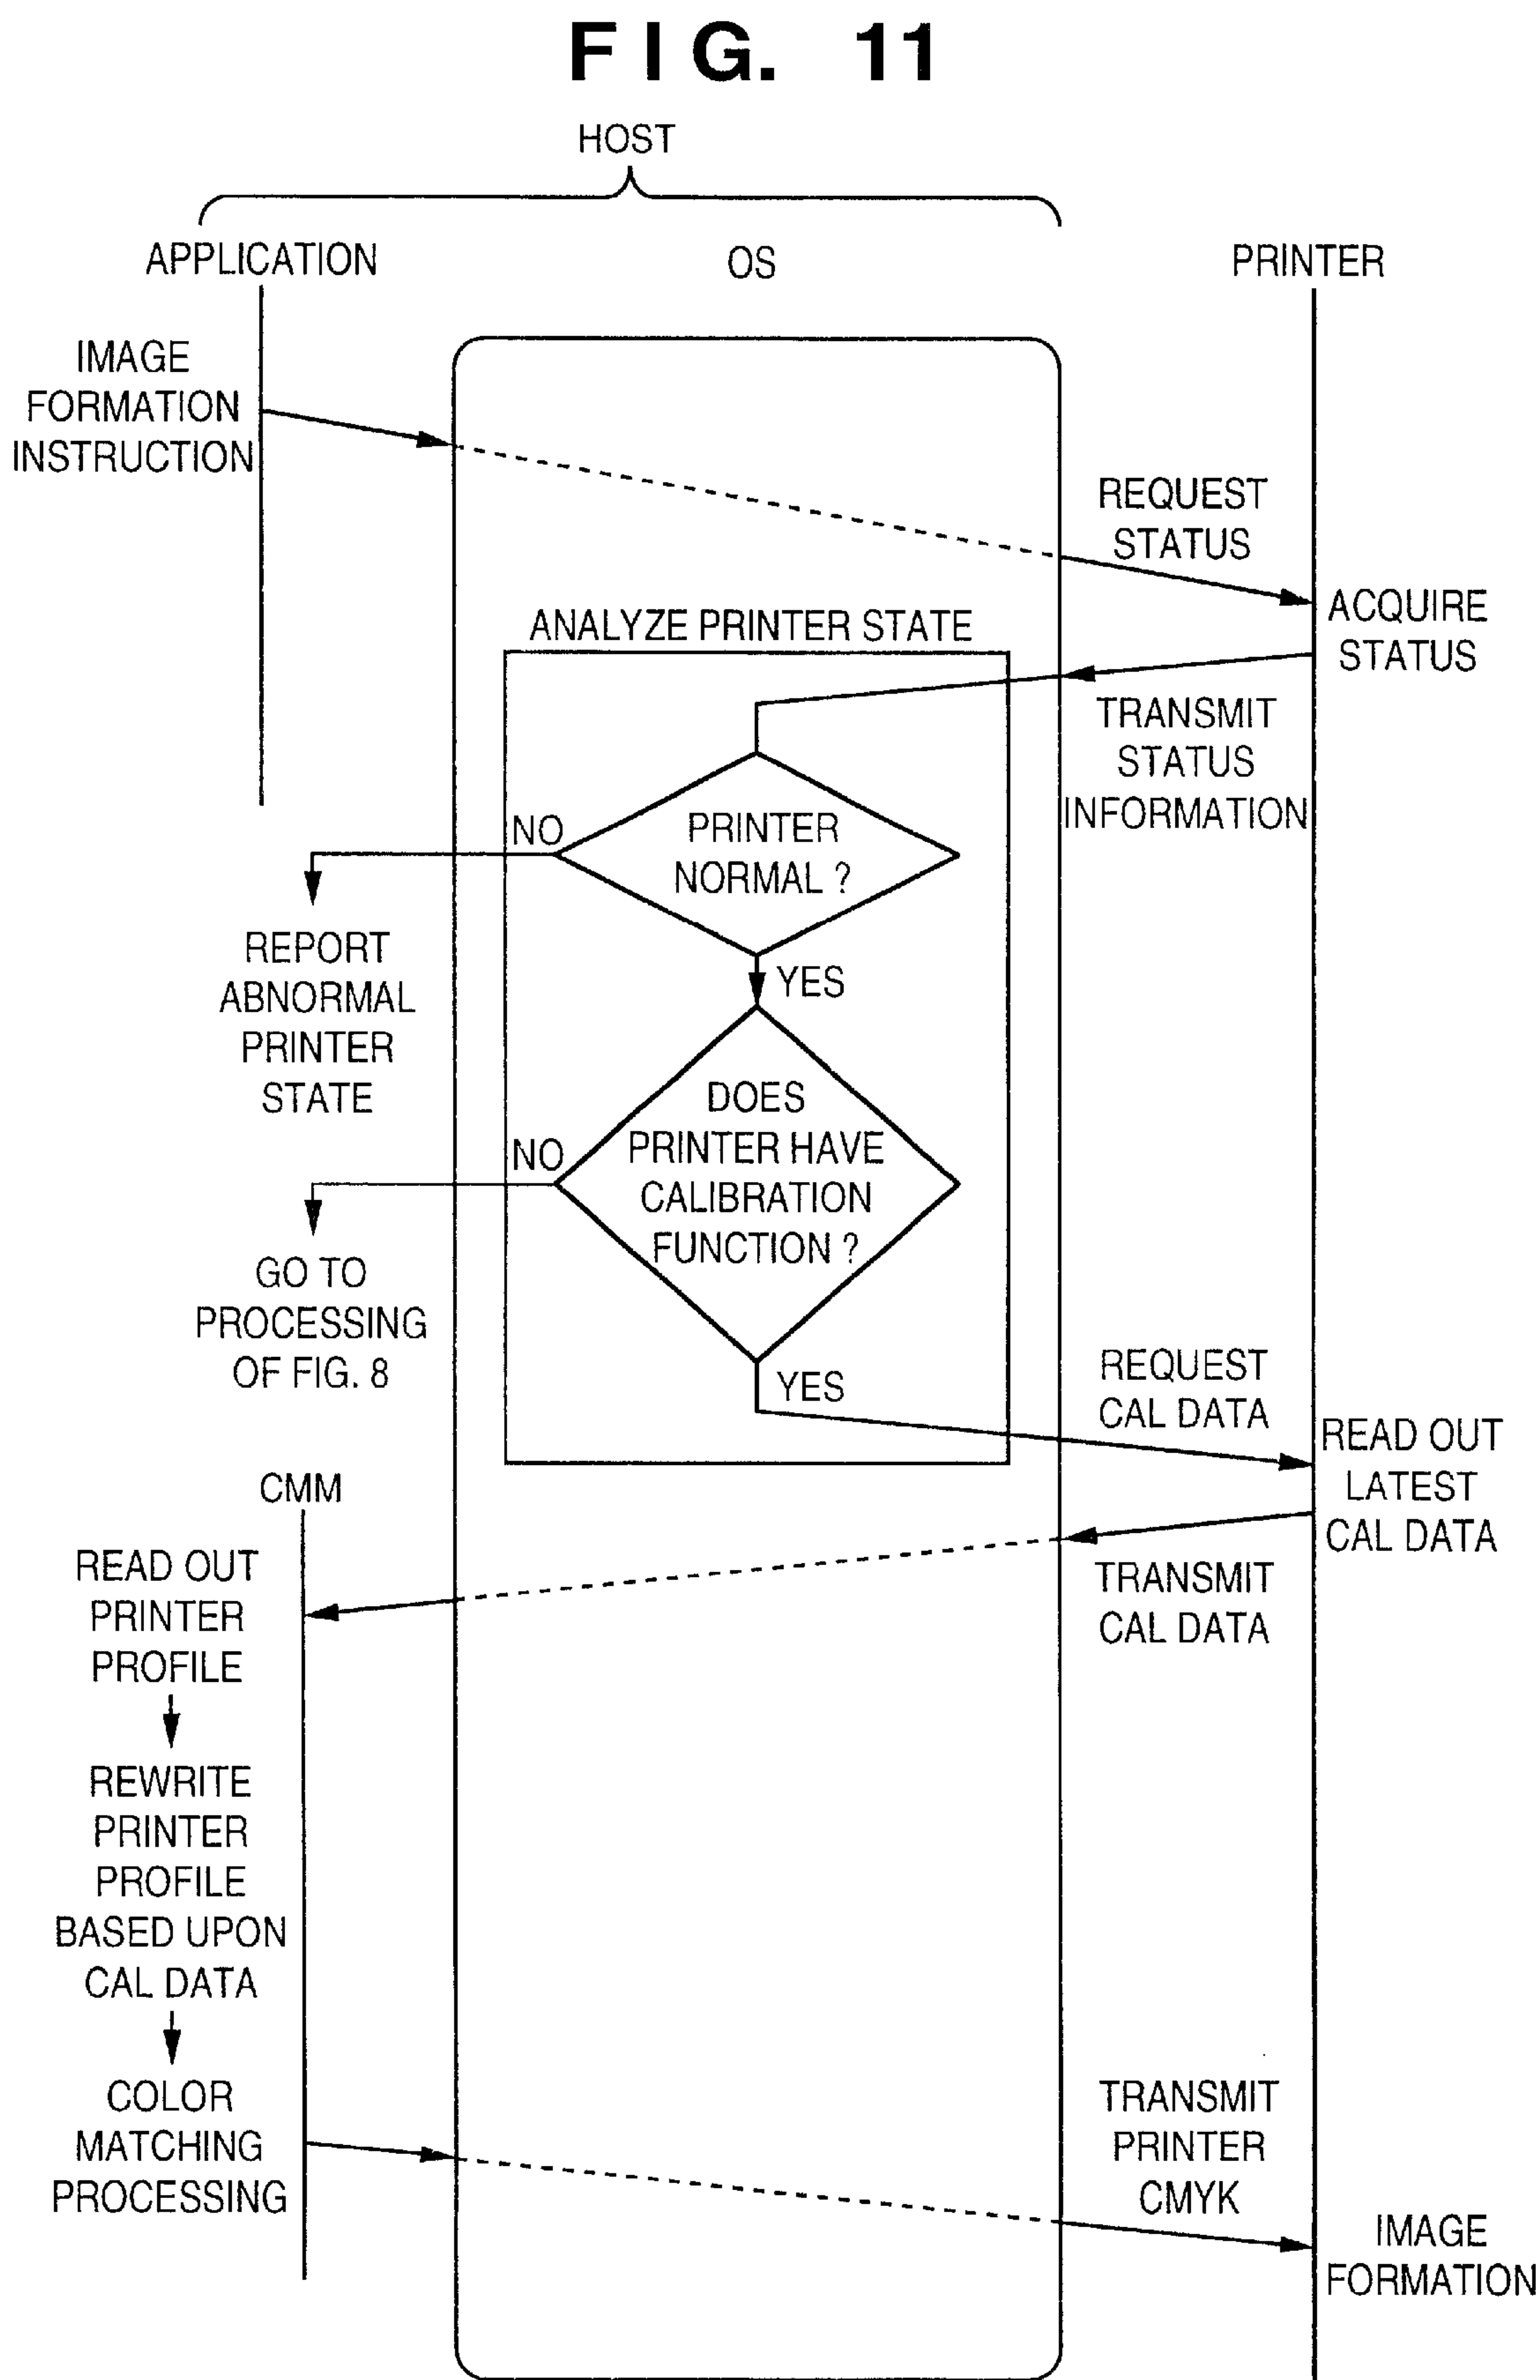 FIG. 11
HOST
APPLICATION
OS
PRINTER
IMAGE
FORMATION
INSTRUCTION
REQUEST
STATUS
ACQUIRE
STATUS
ANALYZE PRINTER STATE
TRANSMIT
STATUS
INFORMATION
PRINTER
NORMAL ?
NO
YES
REPORT
ABNORMAL
PRINTER
STATE
DOES
PRINTER HAVE
CALIBRATION
FUNCTION ?
NO
YES
GO TO
PROCESSING
OF FIG. 8
REQUEST
CAL DATA
READ OUT
LATEST
CAL DATA
TRANSMIT
CAL DATA
CMM
READ OUT
PRINTER
PROFILE
REWRITE
PRINTER
PROFILE
BASED UPON
CAL DATA
COLOR
MATCHING
PROCESSING
TRANSMIT
PRINTER
CMYK
IMAGE
FORMATION